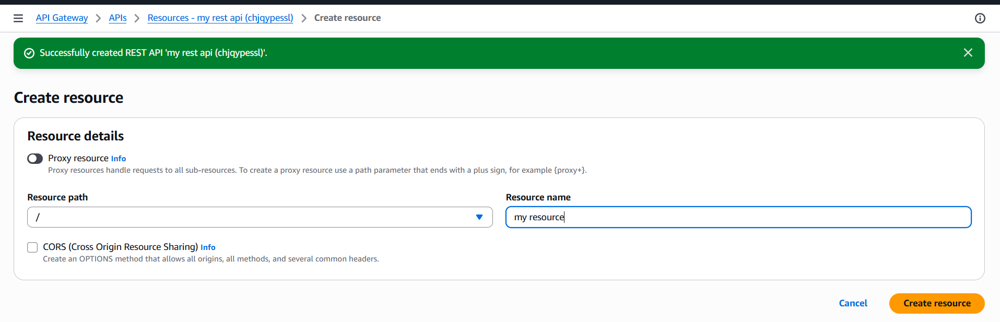 API Gateway > APIs > Resources - my rest api (chjqypessl) > Create resource
Successfully created REST API 'my rest api (chjqypessl)'.
Create resource
Resource details
Proxy resource Info
Proxy resources handle requests to all sub-resources. To create a proxy resource use a path parameter that ends with a plus sign, for example {proxy+}.
Resource path
/
Resource name
my resource
CORS (Cross Origin Resource Sharing) Info
Create an OPTIONS method that allows all origins, all methods, and several common headers.
Cancel
Create resource